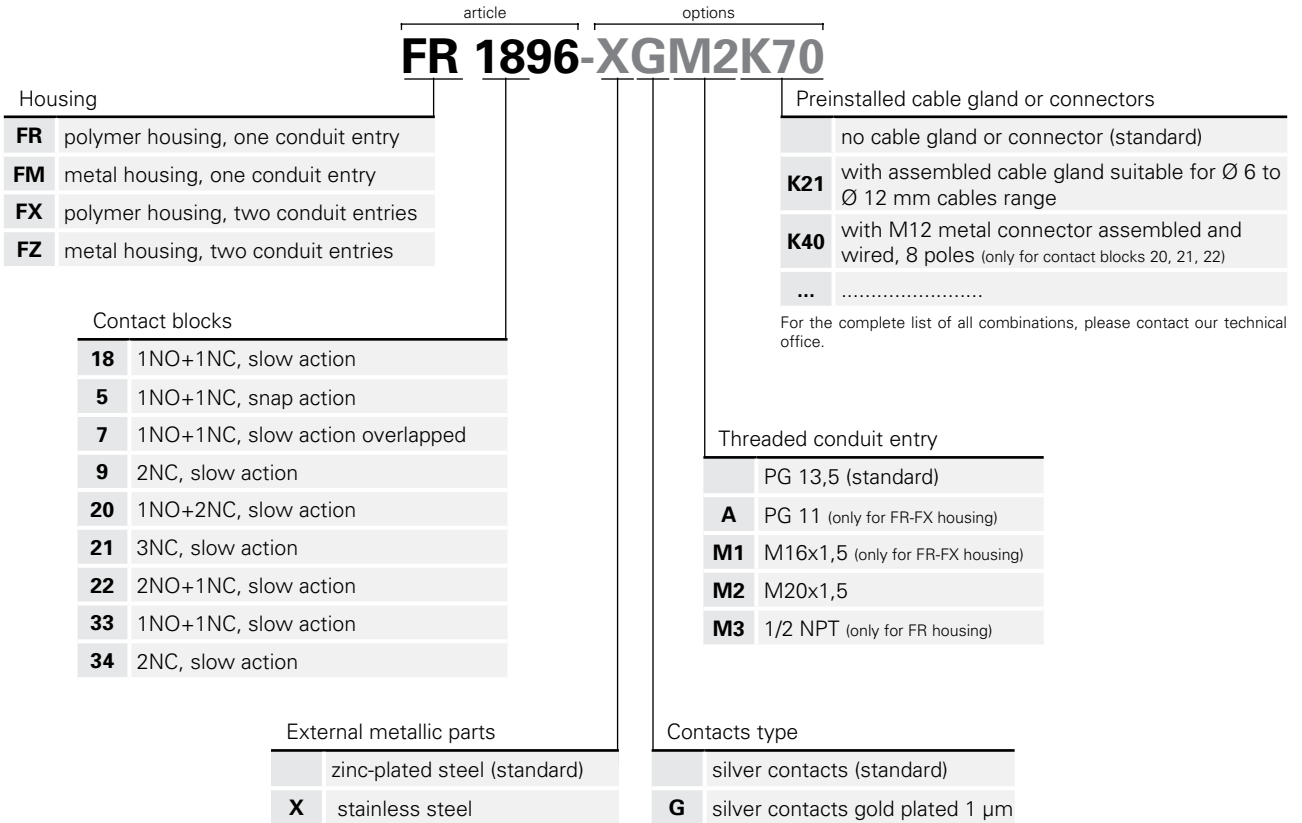 article options
FR 1896-XGM2K70
Housing
FR polymer housing, one conduit entry
FM metal housing, one conduit entry
FX polymer housing, two conduit entries
FZ metal housing, two conduit entries
Preinstalled cable gland or connectors
no cable gland or connector (standard)
K21 with assembled cable gland suitable for Ø 6 to
Ø 12 mm cables range
K40 with M12 metal connector assembled and
wired, 8 poles (only for contact blocks 20, 21, 22)
... ........................
For the complete list of all combinations, please contact our technical
office.
Contact blocks
18 1NO+1NC, slow action
5 1NO+1NC, snap action
7 1NO+1NC, slow action overlapped
9 2NC, slow action
20 1NO+2NC, slow action
21 3NC, slow action
22 2NO+1NC, slow action
33 1NO+1NC, slow action
34 2NC, slow action
Threaded conduit entry
PG 13,5 (standard)
A PG 11 (only for FR-FX housing)
M1 M16x1,5 (only for FR-FX housing)
M2 M20x1,5
M3 1/2 NPT (only for FR housing)
External metallic parts
zinc-plated steel (standard)
X stainless steel
Contacts type
silver contacts (standard)
G silver contacts gold plated 1 µm